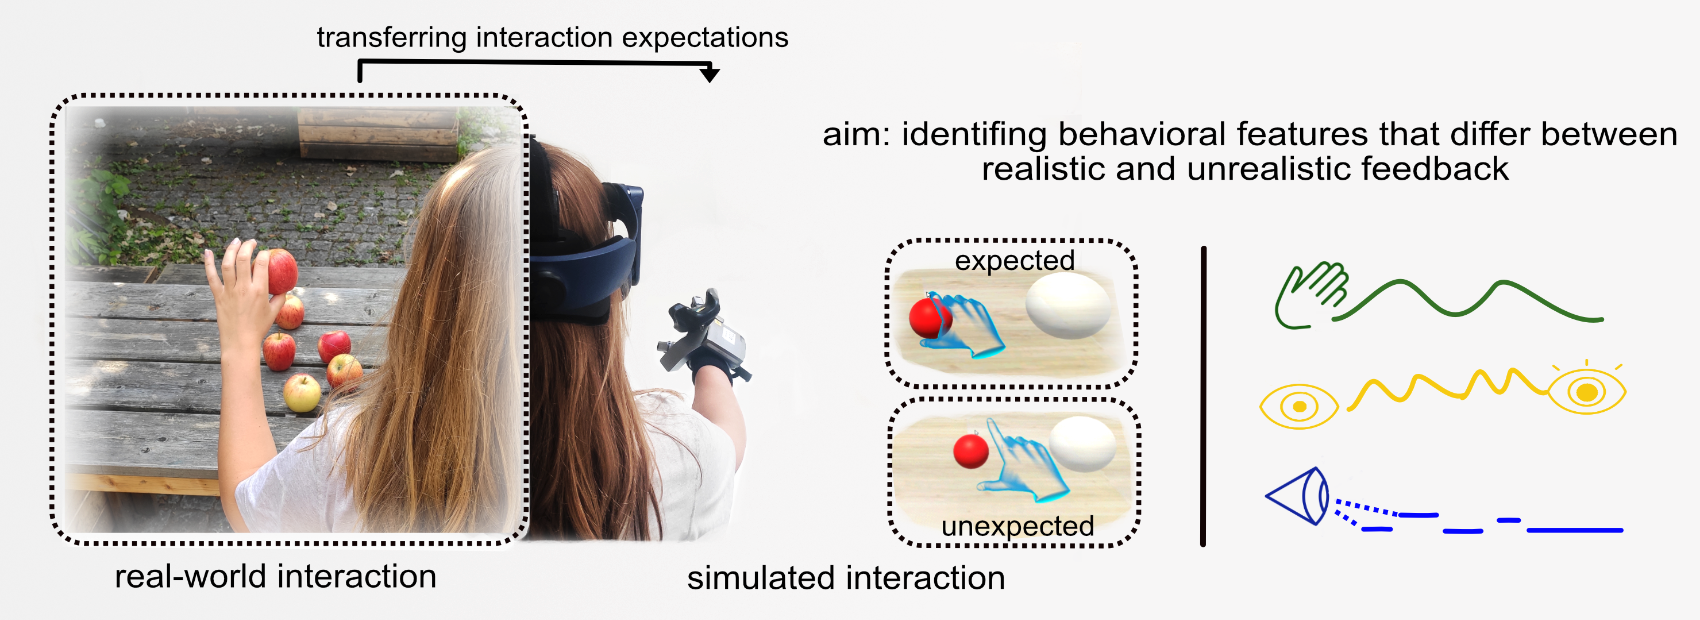 transferring interaction expectations
aim: identifing behavioral features that differ between
realistic and unrealistic feedback
expected
unexpected
real-world interaction
simulated interaction